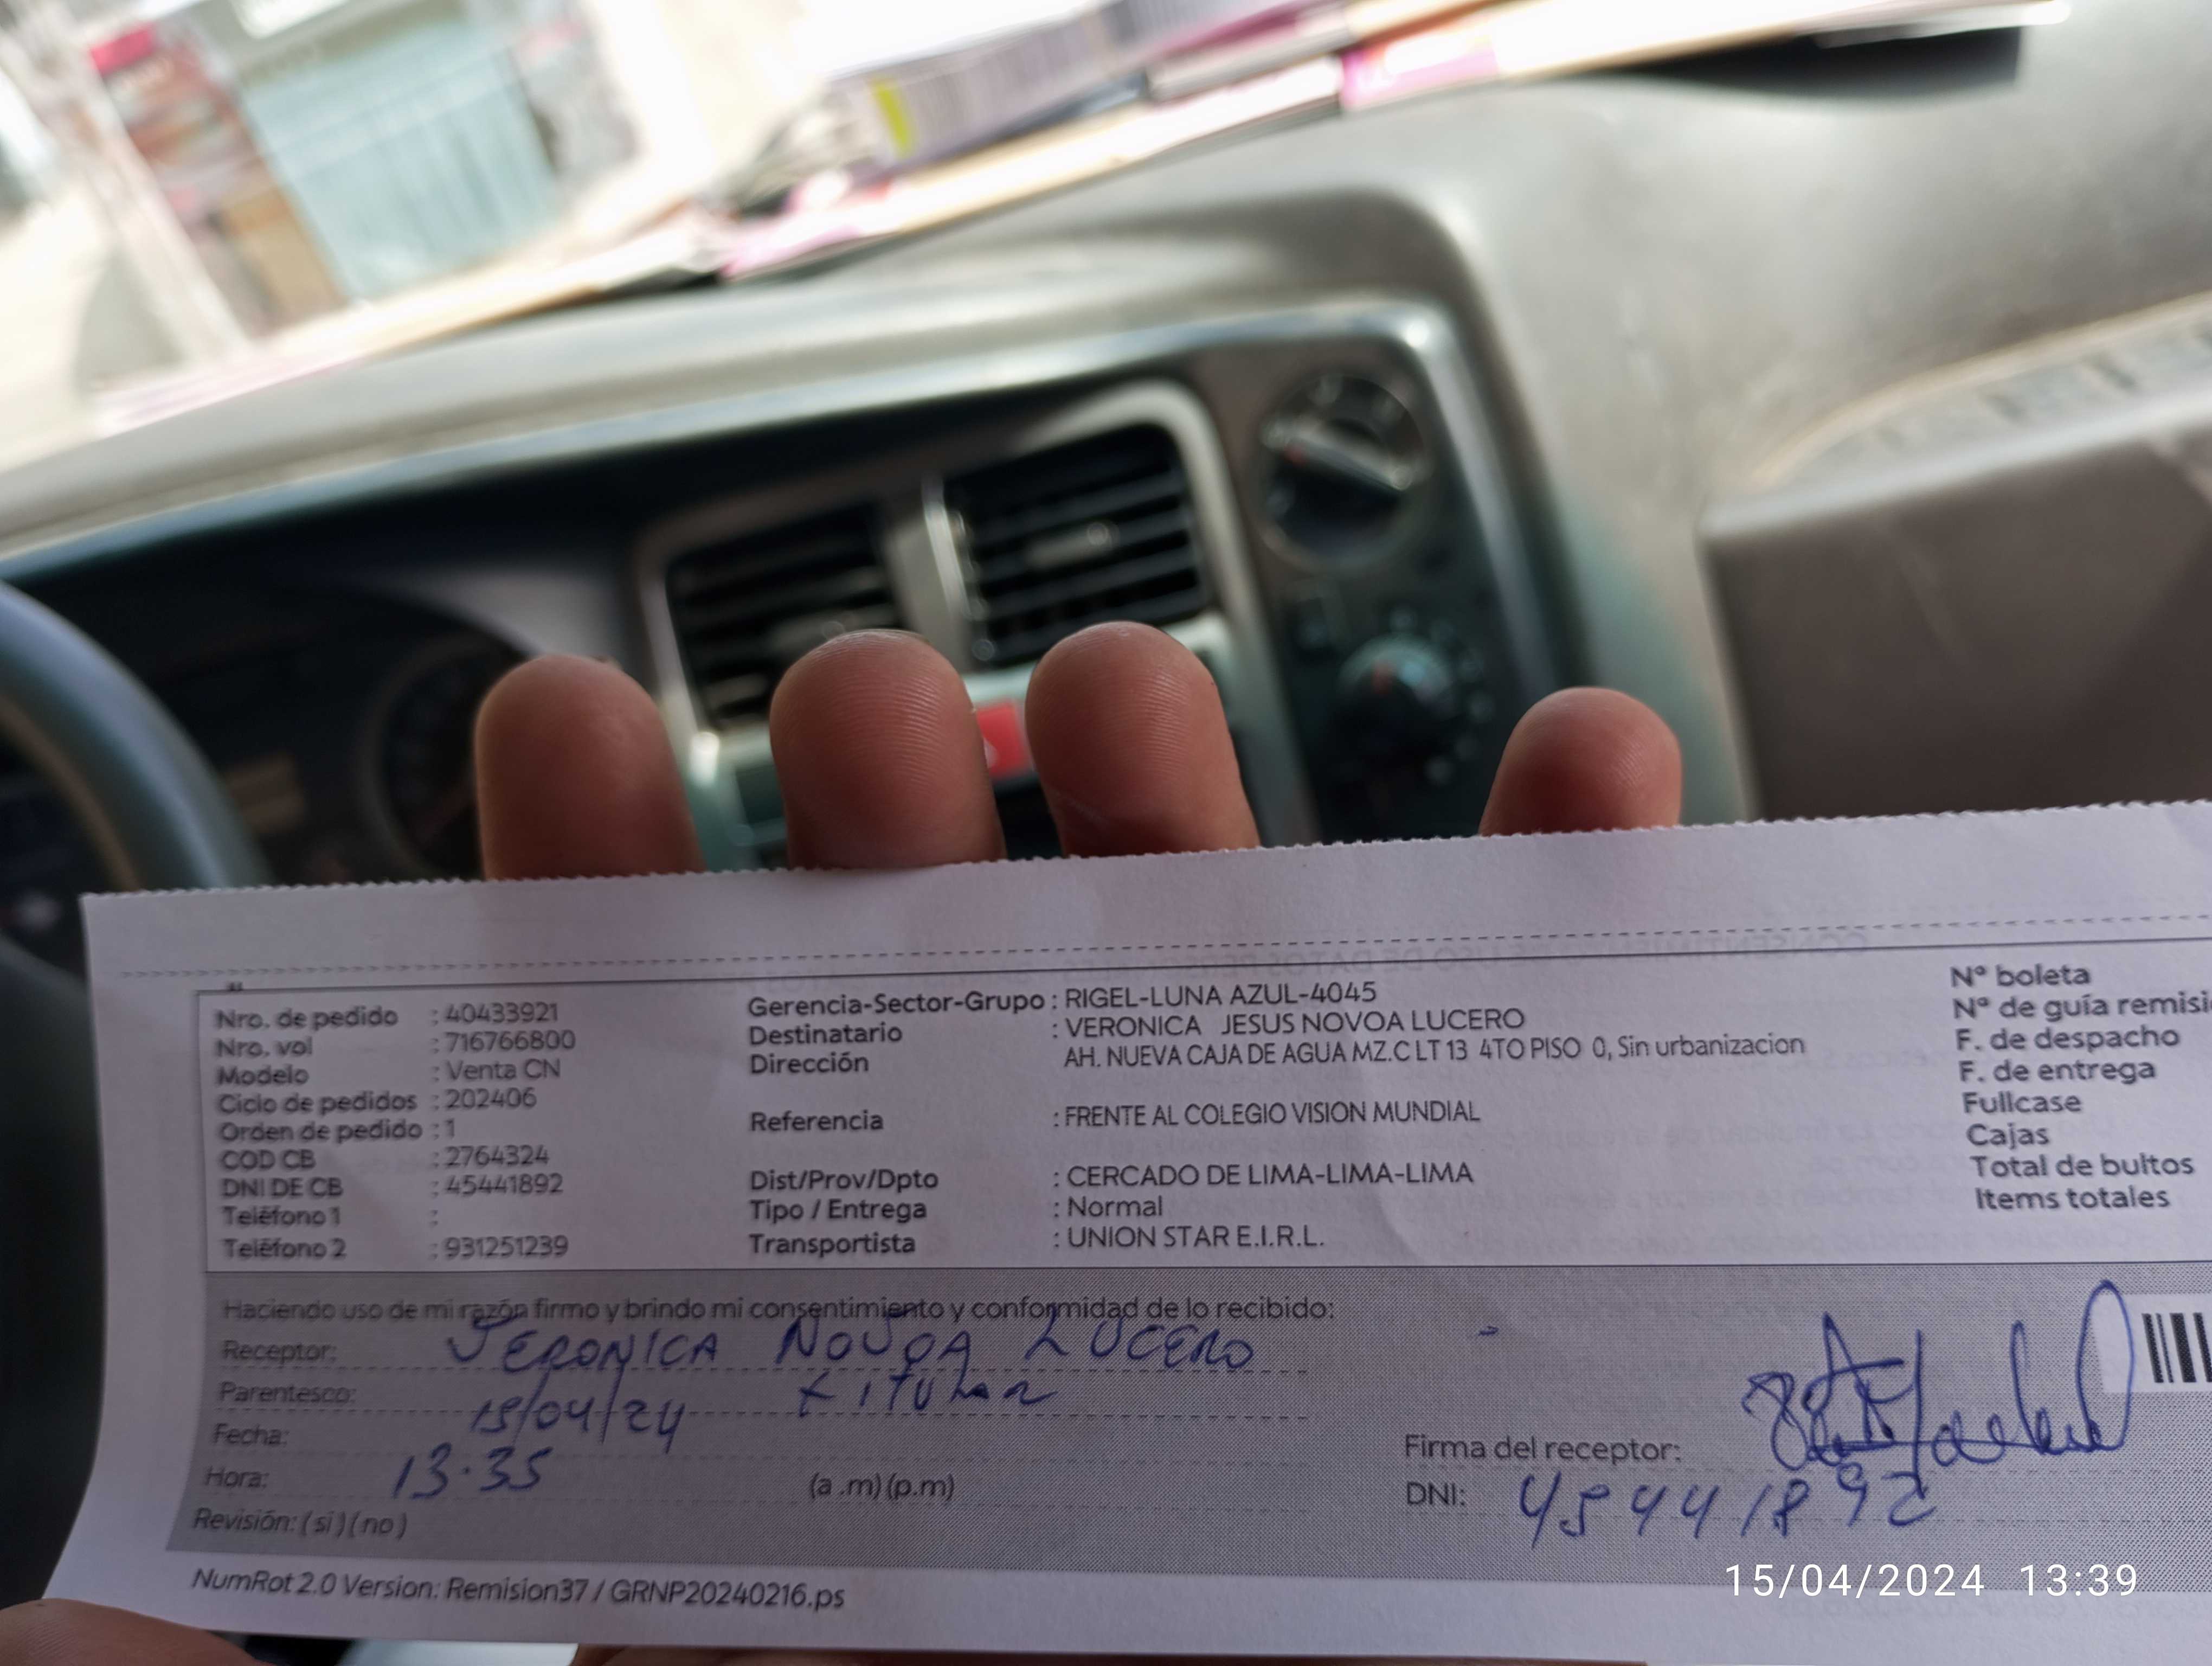 Nro. de pedido : 40433921
Nro. vol : 716766800
Modelo : Venta CN
Ciclo de pedidos : 202406
Orden de pedido : 1
COD CB : 2764324
DNI DE CB : 45441892
Teléfono 1 :
Teléfono 2 : 931251239
Gerencia-Sector-Grupo : RIGEL-LUNA AZUL-4045
Destinatario : VERONICA JESUS NOVOA LUCERO
Dirección AH. NUEVA CAJA DE AGUA MZ.C LT 13 4TO PISO 0, Sin urbanizacion
Referencia : FRENTE AL COLEGIO VISION MUNDIAL
Dist/Prov/Dpto : CERCADO DE LIMA-LIMA-LIMA
Tipo / Entrega : Normal
Transportista : UNION STAR E.I.R.L.
N° boleta
N° de guía remisi
F. de despacho
F. de entrega
Fullcase
Cajas
Total de bultos
Items totales
Haciendo uso de mi razón firmo y brindo mi consentimiento y conformidad de lo recibido:
Receptor: VERONICA NOVOA LUCERO
Parentesco: titular
Fecha: 15/04/24
Hora: 13.35 (a .m) (p.m)
Revisión: ( si ) ( no )
Firma del receptor:
DNI: 45441892
NumRot 2.0 Version: Remision37 / GRNP20240216.ps
15/04/2024 13:39